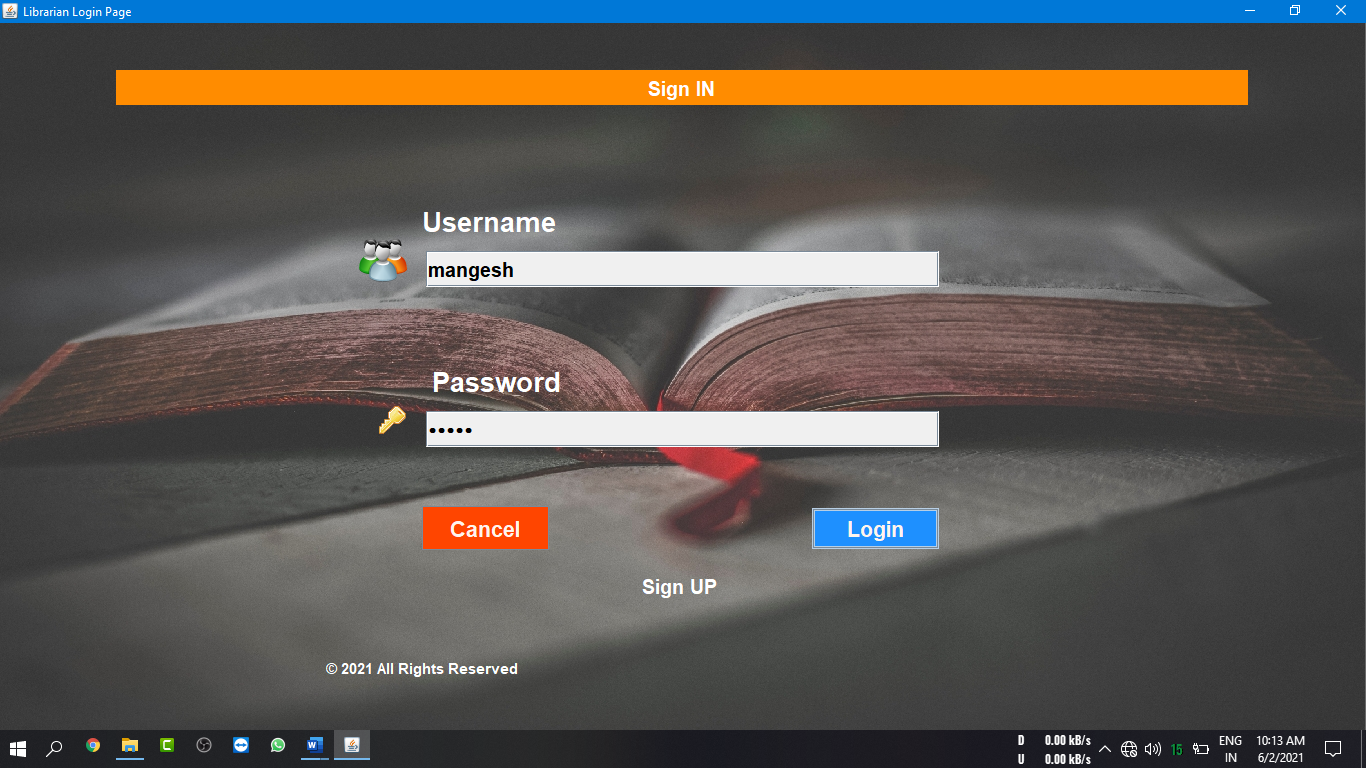 Librarian Login Page
Sign IN
Username
mangesh
Password
•••••
Cancel
Login
Sign UP
© 2021 All Rights Reserved
D 0.00 kB/s
U 0.00 kB/s
15
ENG
IN
10:13 AM
6/2/2021